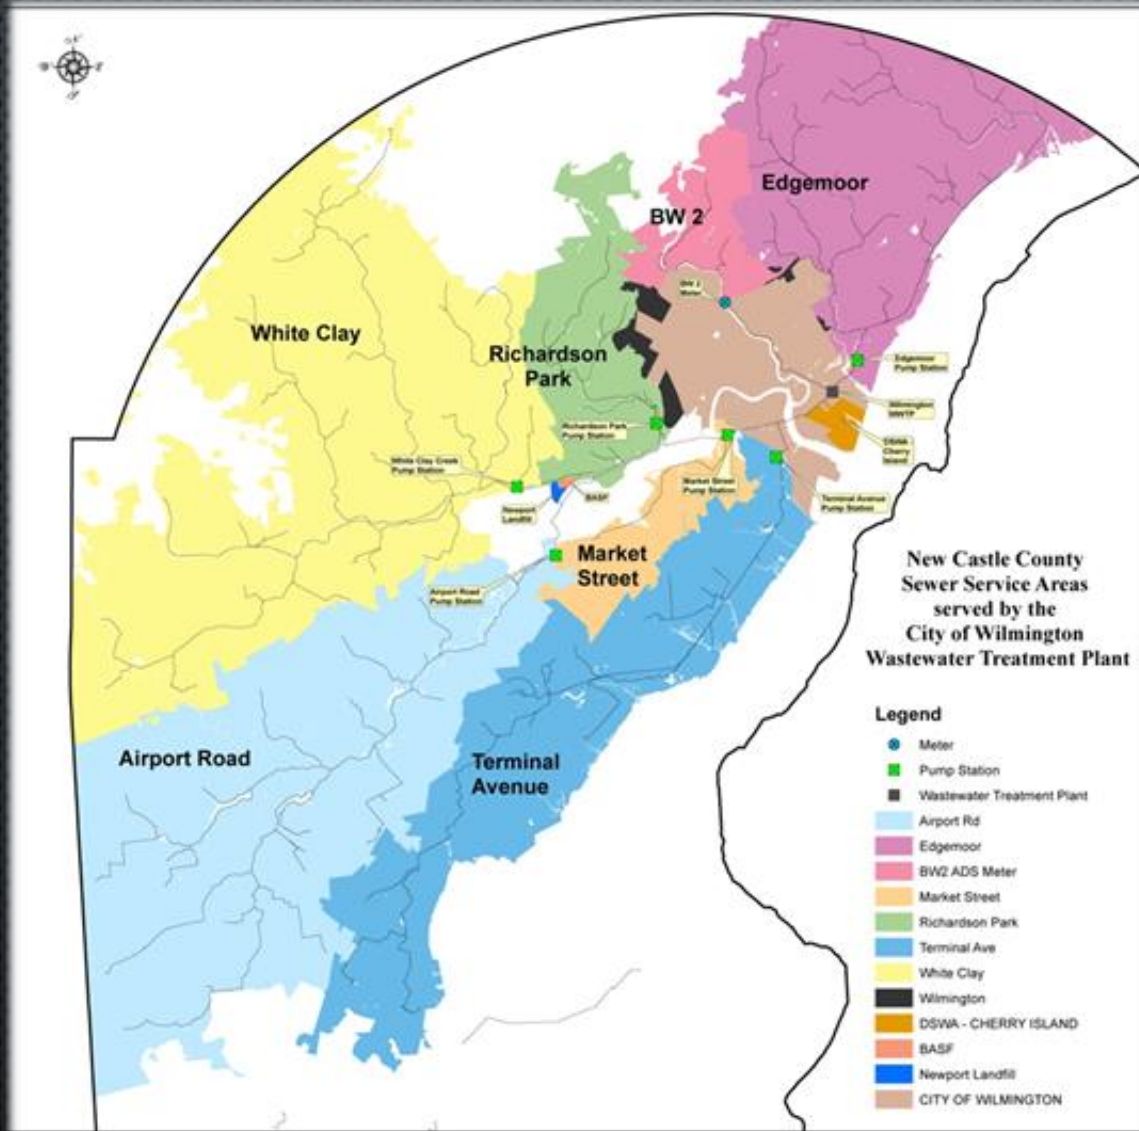 Edgemoor
BW 2
BW 2
Meter
White Clay
Richardson
Park
Edgemoor
Pump Station
Wilmington
WWTP
DSWA
Cherry
Island
Richardson Park
Pump Station
White Clay Creek
Pump Station
Market Street
Pump Station
BASF
Terminal Avenue
Pump Station
Newport
Landfill
Market
Street
Airport Road
Pump Station
New Castle County
Sewer Service Areas
served by the
City of Wilmington
Wastewater Treatment Plant
Airport Road
Terminal
Avenue
Legend
Meter
Pump Station
Wastewater Treatment Plant
Airport Rd
Edgemoor
BW2 ADS Meter
Market Street
Richardson Park
Terminal Ave
White Clay
Wilmington
DSWA - CHERRY ISLAND
BASF
Newport Landfill
CITY OF WILMINGTON